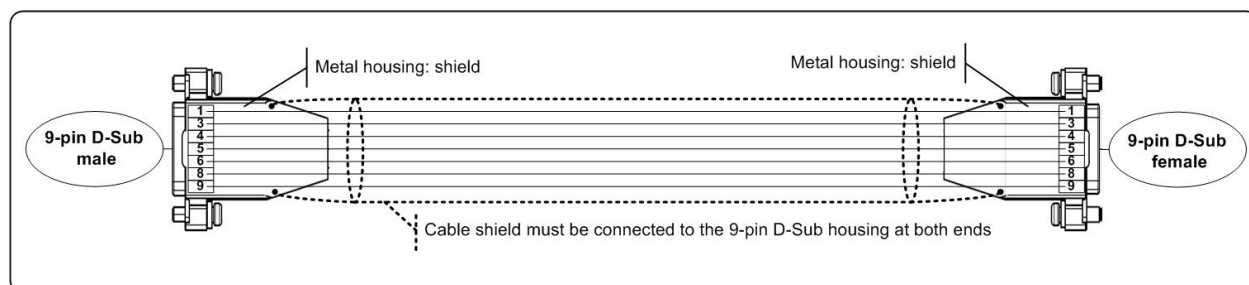 Metal housing: shield
Metal housing: shield
9-pin D-Sub
male
1
3
4
5
6
8
9
1
3
4
5
6
8
9
9-pin D-Sub
female
Cable shield must be connected to the 9-pin D-Sub housing at both ends